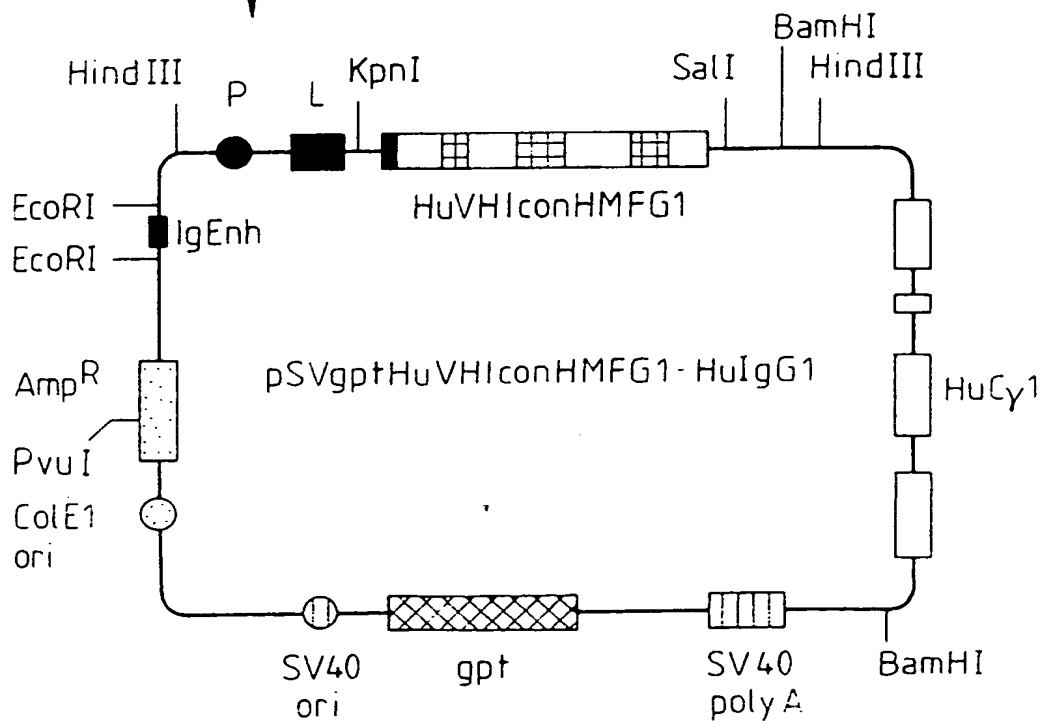 BamHI
HindIII
P
L
KpnI
SalI
HindIII
EcoRI
IgEnh
EcoRI
HuVHIconHMFG1
AmpR
pSVgptHuVHIconHMFG1-HuIgG1
HuCγ1
PvuI
ColE1
ori
SV40
ori
gpt
SV40
poly A
BamHI